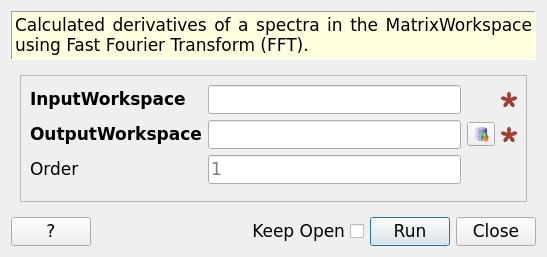 Calculated derivatives of a spectra in the MatrixWorkspace
using Fast Fourier Transform (FFT).
InputWorkspace *
OutputWorkspace *
Order 1
? Keep Open Run Close